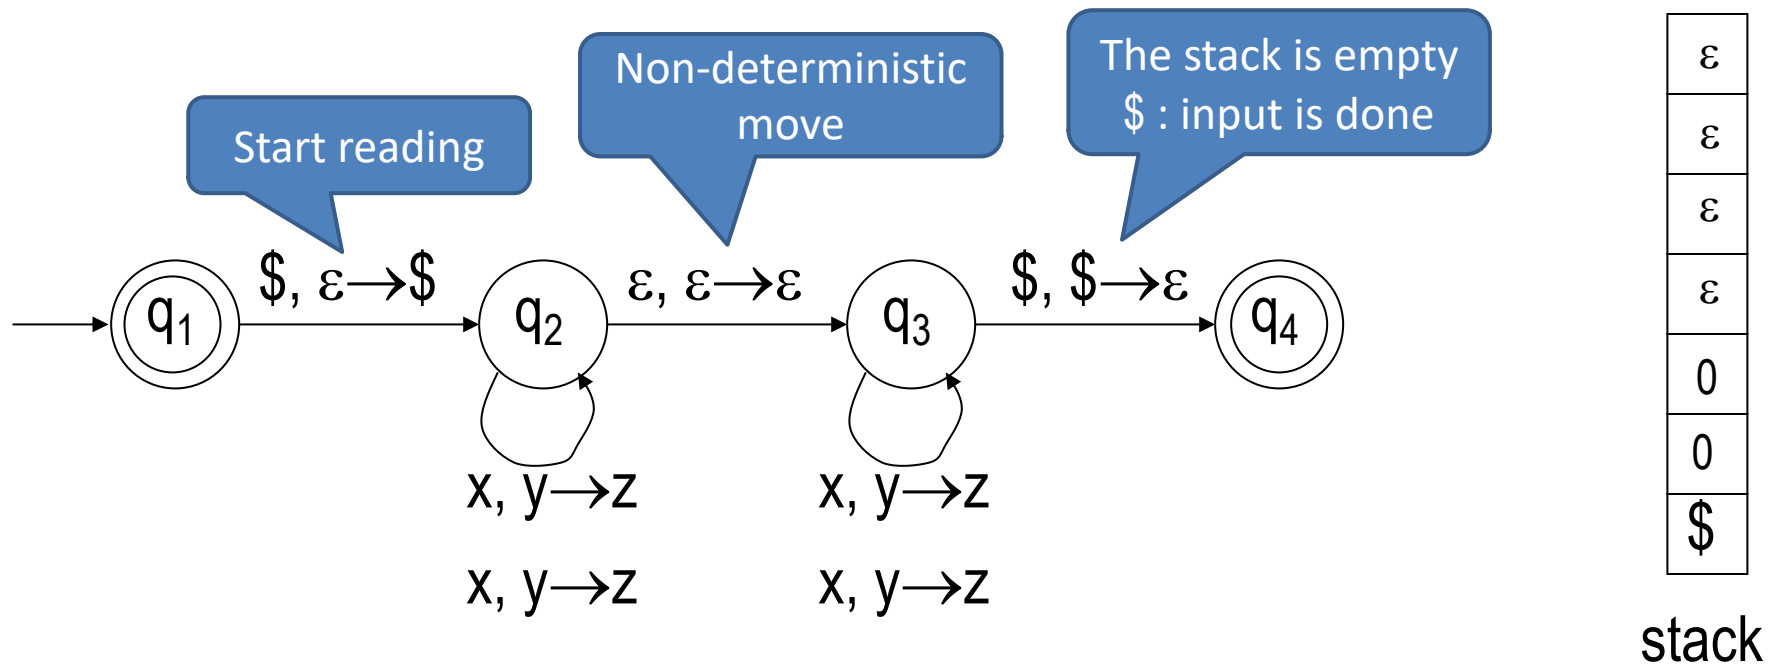 Start reading
Non-deterministic
move
The stack is empty
$ : input is done
q1
$, ε→$
q2
ε, ε→ε
q3
$, $→ε
q4
x, y→z
x, y→z
x, y→z
x, y→z
ε
ε
ε
ε
0
0
$
stack